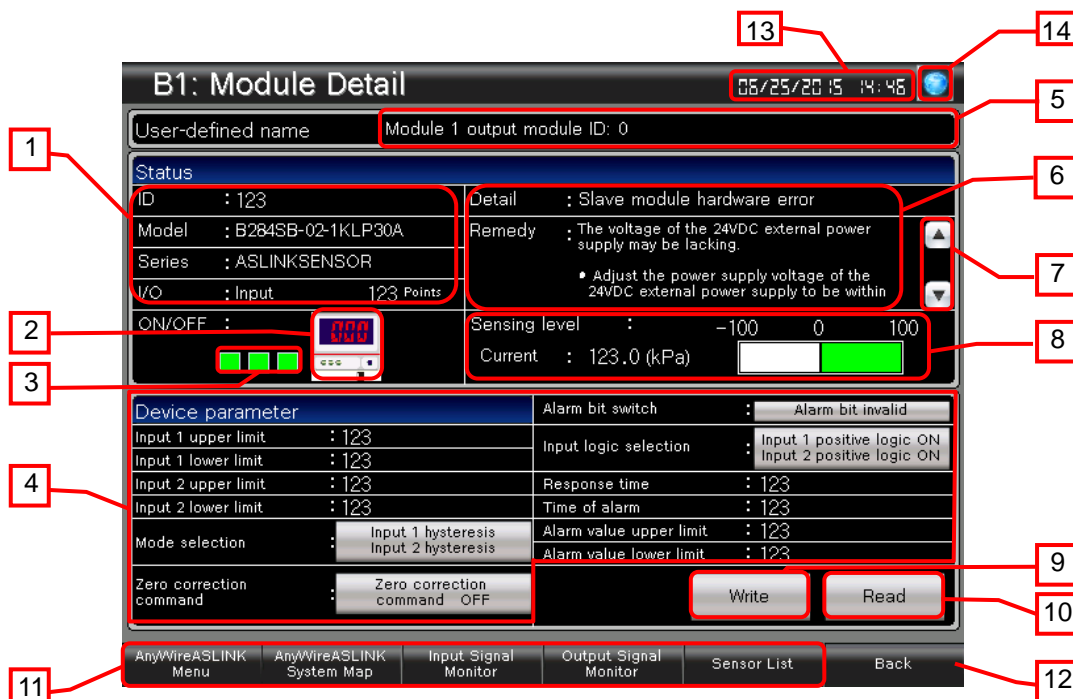 13
14
B1: Module Detail
06/25/2015 14:46
5
User-defined name
Module 1 output module ID: 0
1
Status
6
ID : 123
Detail : Slave module hardware error
Model : B284SB-02-1KLP30A
Remedy : The voltage of the 24VDC external power
supply may be lacking.
Series : ASLINKSENSOR
• Adjust the power supply voltage of the
24VDC external power supply to be within
7
I/O : Input 123 Points
2
ON/OFF :
000
Sensing level : -100 0 100
8
Current : 123.0 (kPa)
3
Device parameter
Alarm bit switch : Alarm bit invalid
Input 1 upper limit : 123
Input logic selection : Input 1 positive logic ON
Input 2 positive logic ON
Input 1 lower limit : 123
4
Input 2 upper limit : 123
Response time : 123
Input 2 lower limit : 123
Time of alarm : 123
Mode selection : Input 1 hysteresis
Input 2 hysteresis
Alarm value upper limit : 123
Alarm value lower limit : 123
9
Zero correction
command : Zero correction
command OFF
Write
Read
10
AnyWireASLINK
Menu
AnyWireASLINK
System Map
Input Signal
Monitor
Output Signal
Monitor
Sensor List
Back
11
12